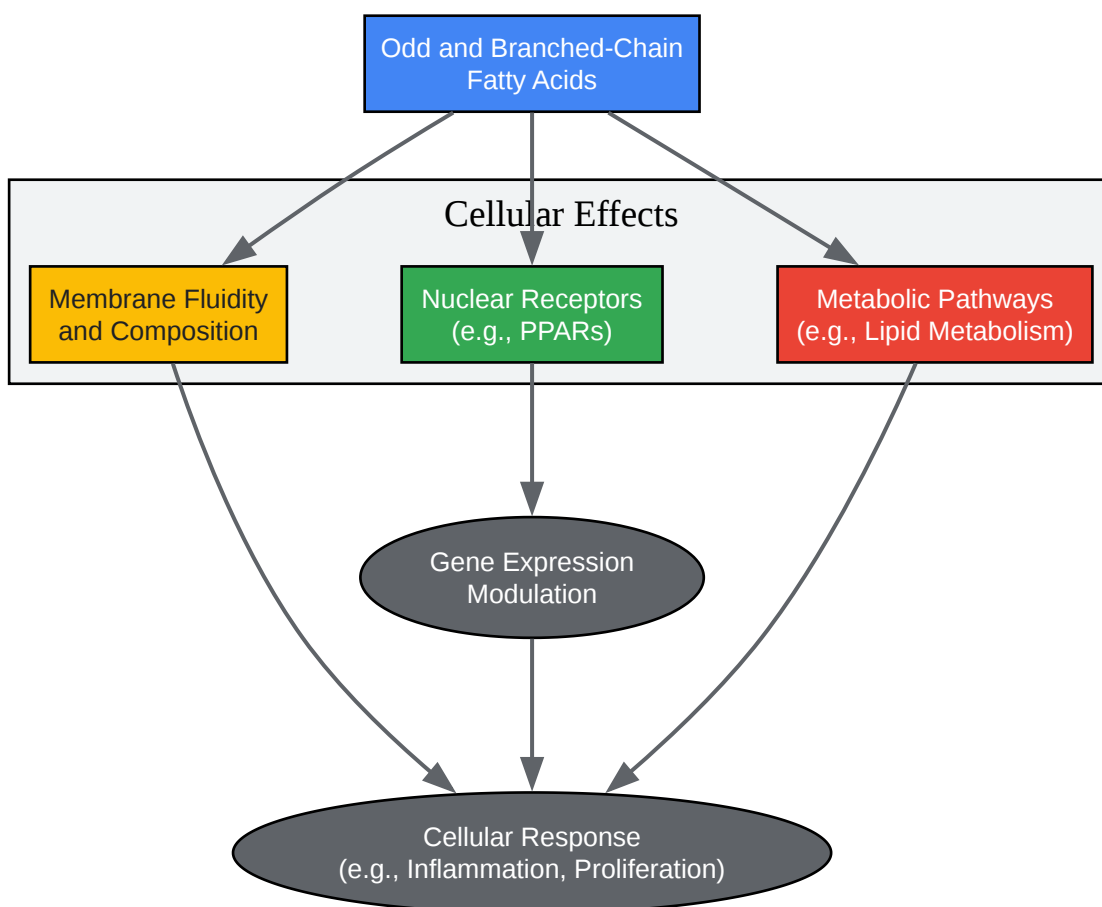 Odd and Branched-Chain
Fatty Acids
Cellular Effects
Membrane Fluidity
and Composition
Nuclear Receptors
(e.g., PPARs)
Metabolic Pathways
(e.g., Lipid Metabolism)
Gene Expression
Modulation
Cellular Response
(e.g., Inflammation, Proliferation)